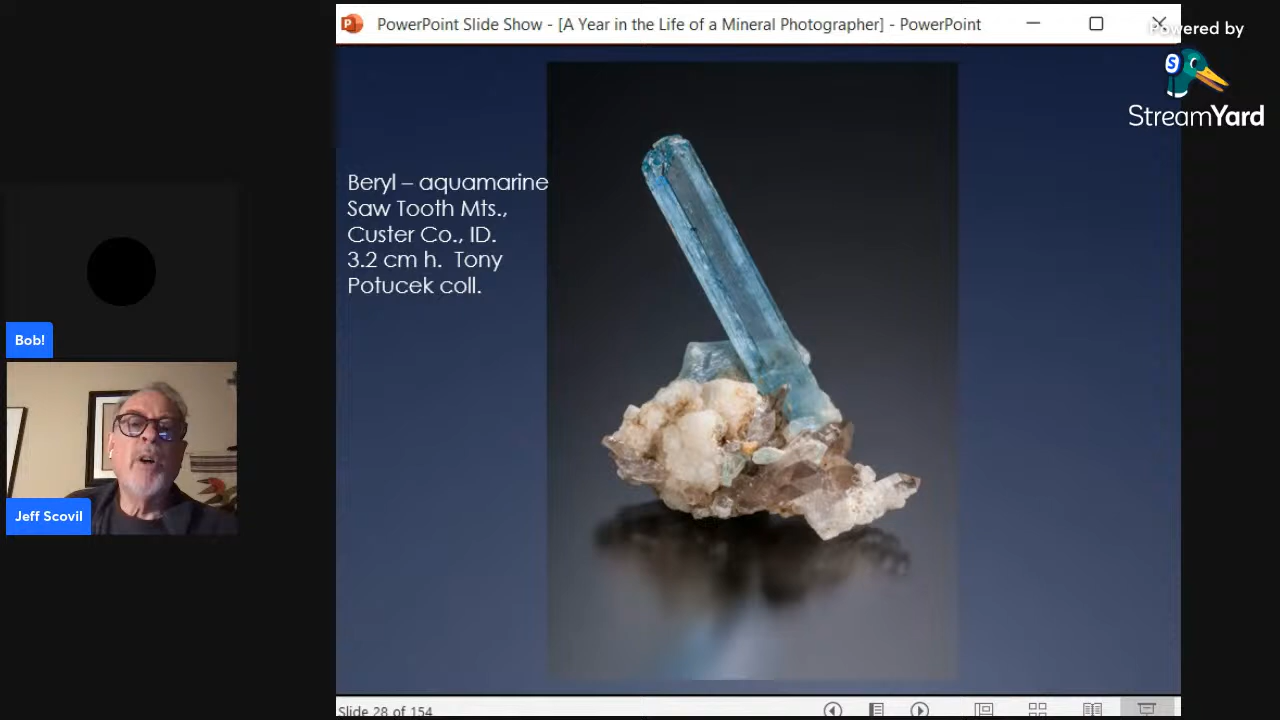 PowerPoint Slide Show - [A Year in the Life of a Mineral Photographer] - PowerPoint
Powered by
S
StreamYard
Beryl – aquamarine
Saw Tooth Mts.,
Custer Co., ID.
3.2 cm h. Tony
Potucek coll.
Bob!
Jeff Scovil
Slide 28 of 154